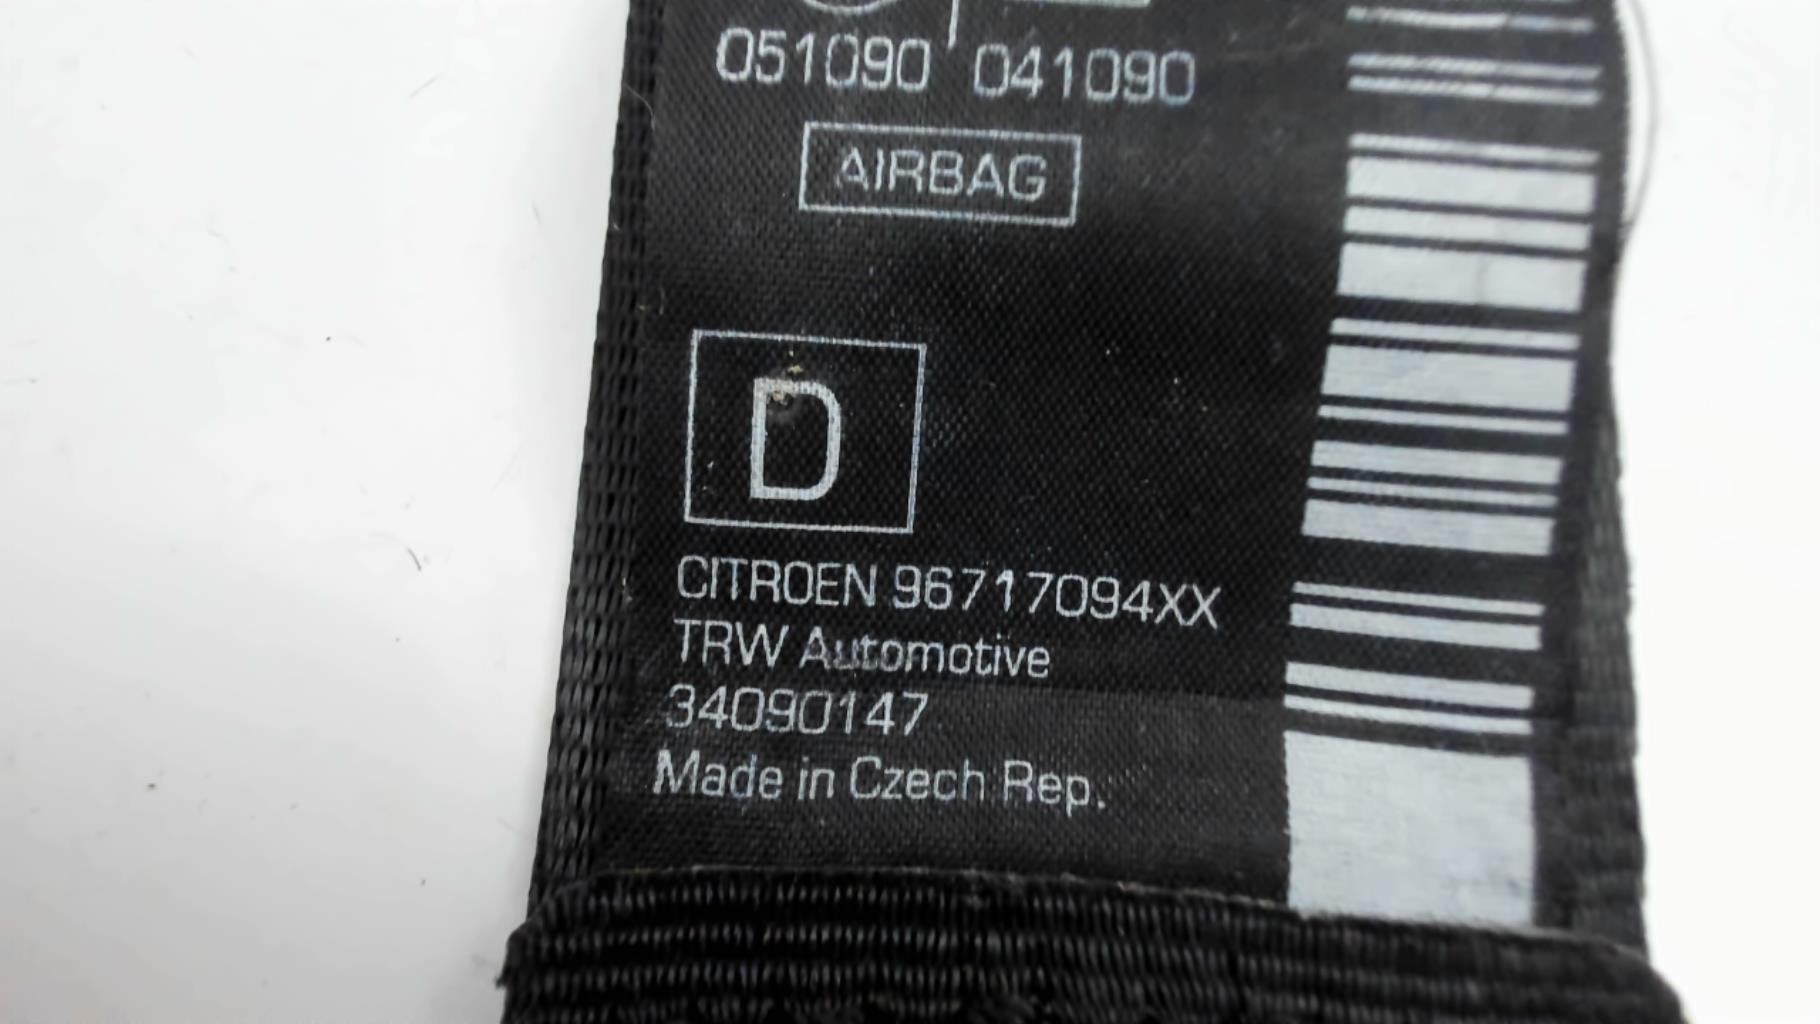 051090 041090
AIRBAG
D
CITROEN 96717094XX
TRW Automotive
34090147
Made in Czech Rep.